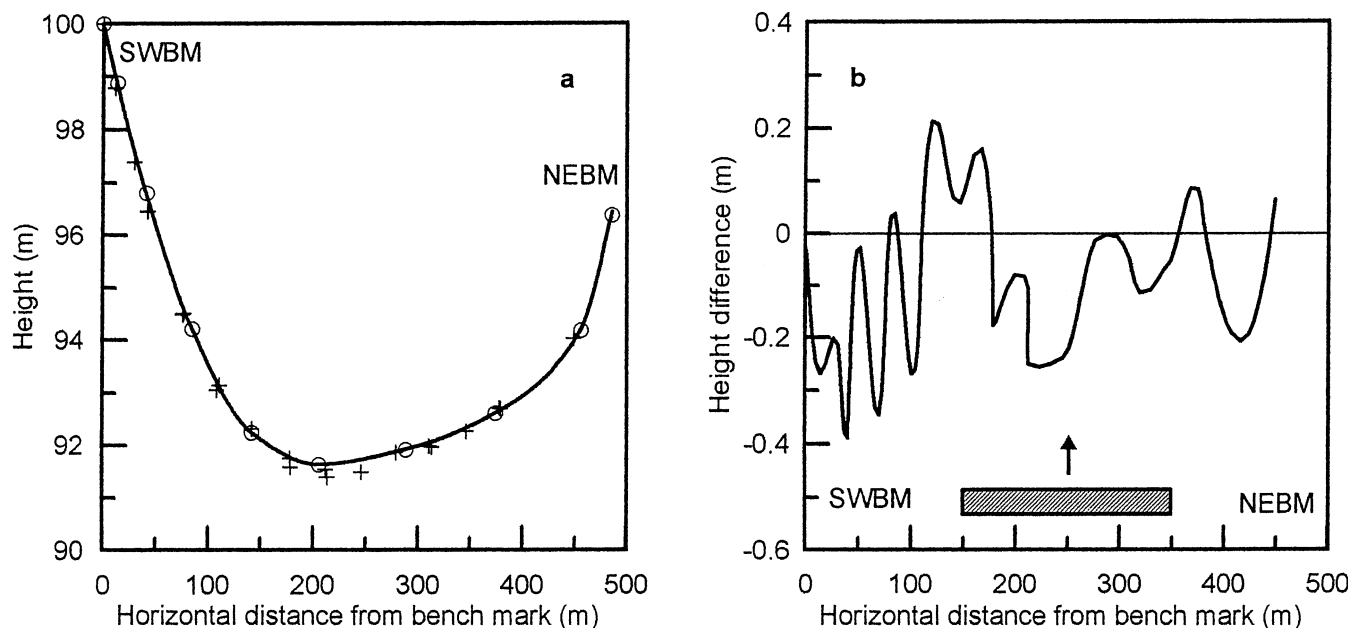 a
SWBM
NEBM
Height (m)
100
98
96
94
92
90
0 100 200 300 400 500
Horizontal distance from bench mark (m)
b
Height difference (m)
0.4
0.2
0
-0.2
-0.4
-0.6
SWBM
NEBM
0 100 200 300 400 500
Horizontal distance from bench mark (m)